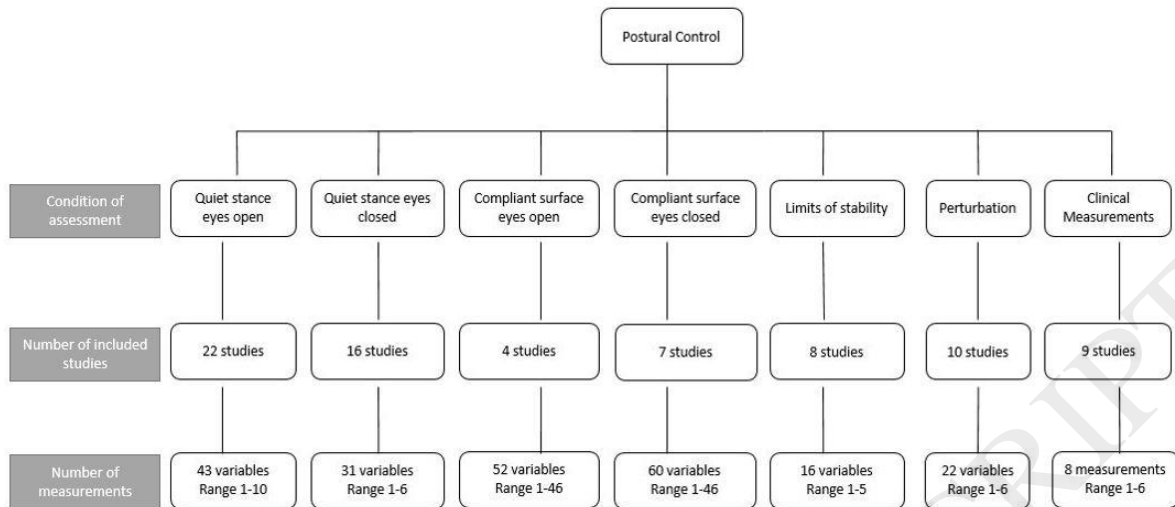 Postural Control
Condition of
assessment
Quiet stance
eyes open
Quiet stance eyes
closed
Compliant surface
eyes open
Compliant surface
eyes closed
Limits of stability
Perturbation
Clinical
Measurements
Number of included
studies
22 studies
16 studies
4 studies
7 studies
8 studies
10 studies
9 studies
Number of
measurements
43 variables
Range 1-10
31 variables
Range 1-6
52 variables
Range 1-46
60 variables
Range 1-46
16 variables
Range 1-5
22 variables
Range 1-6
8 measurements
Range 1-6
RIPT